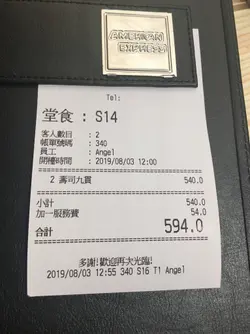 AMERICAN
EXPRESS
Tel:
堂食 : S14
客人數目 : 2
帳單號碼 : 340
員工 : Angel
開檯時間 : 2019/08/03 12:00
2 壽司九貫 540.0
小計 540.0
加一服務費 54.0
合計 594.0
多謝!歡迎再次光臨!
2019/08/03 12:55 340 S16 T1 Angel